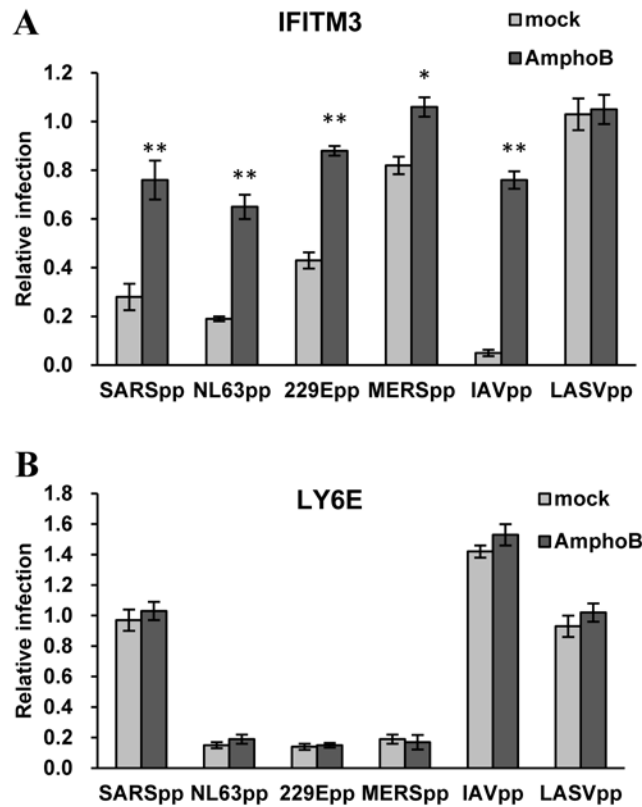 A
IFITM3
mock
AmphoB
Relative infection
1.2
1.0
0.8
0.6
0.4
0.2
0.0
**
**
**
*
**
SARSpp NL63pp 229Epp MERSpp IAVpp LASVpp
B
LY6E
mock
AmphoB
Relative infection
1.8
1.6
1.4
1.2
1.0
0.8
0.6
0.4
0.2
0.0
SARSpp NL63pp 229Epp MERSpp IAVpp LASVpp